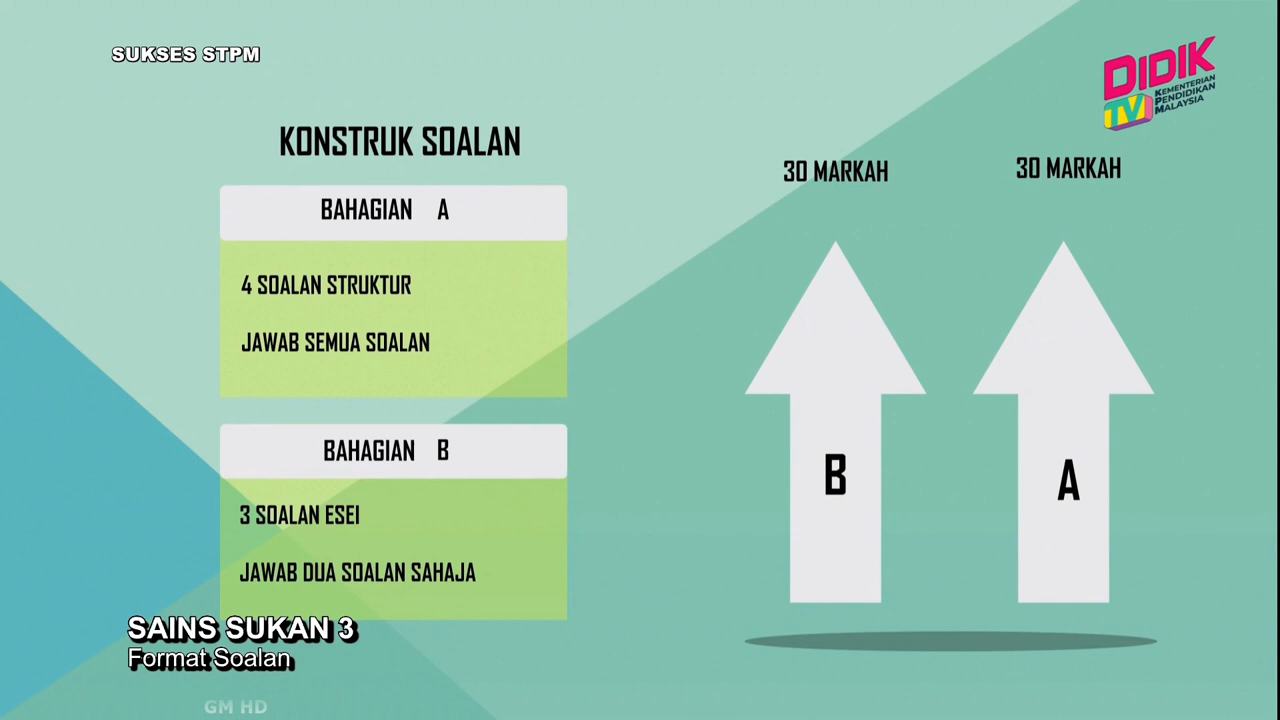 SUKSES STPM
DIDIK
TV
KEMENTERIAN
PENDIDIKAN
MALAYSIA
KONSTRUK SOALAN
BAHAGIAN A
4 SOALAN STRUKTUR
JAWAB SEMUA SOALAN
BAHAGIAN B
3 SOALAN ESEI
JAWAB DUA SOALAN SAHAJA
30 MARKAH
30 MARKAH
B
A
SAINS SUKAN 3
Format Soalan
GM HD